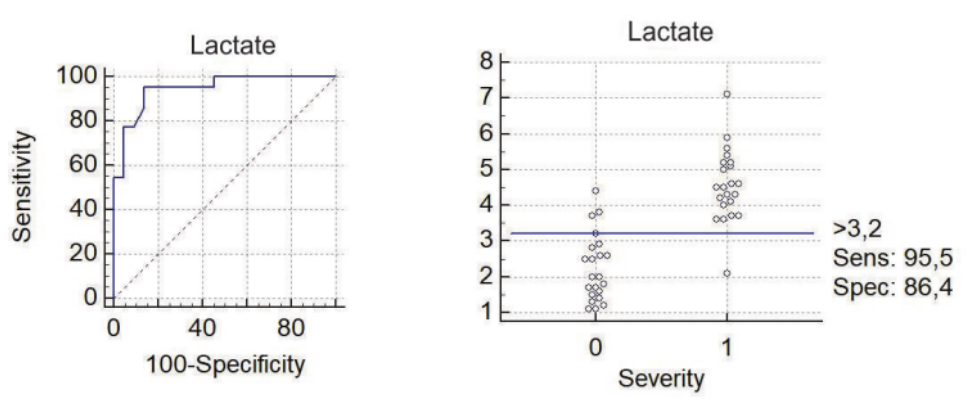 Lactate
100
80
60
40
20
0
Sensitivity
0 40 80
100-Specificity
Lactate
8
7
6
5
4
3
2
1
>3,2
Sens: 95,5
Spec: 86,4
0 1
Severity